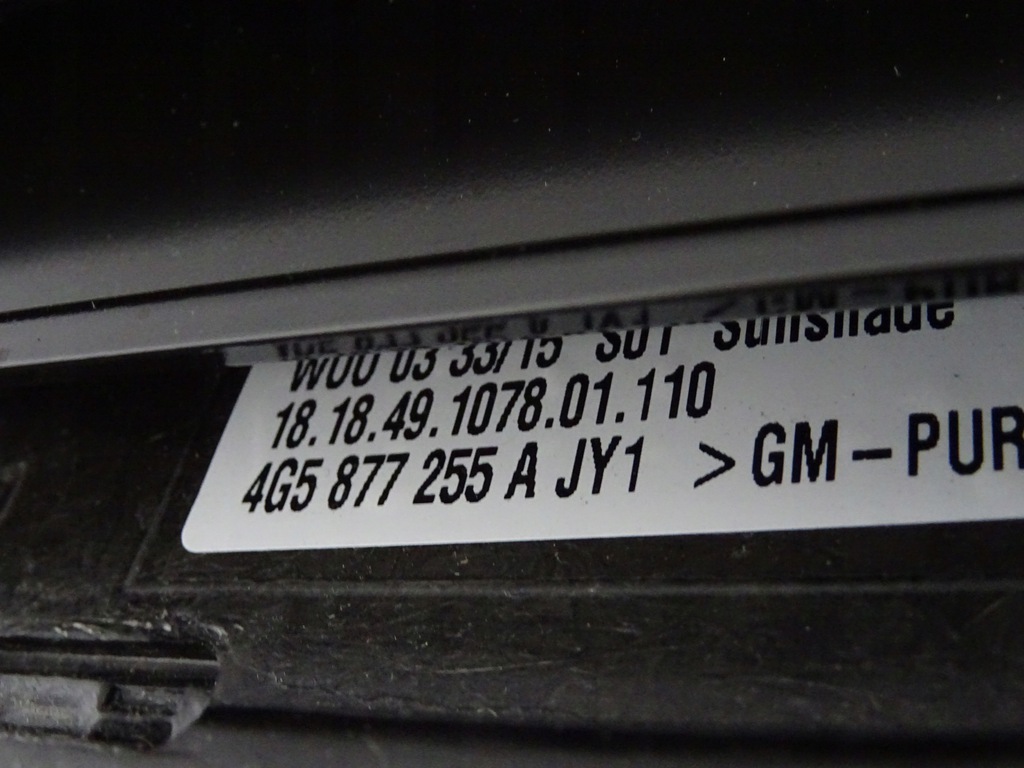 W00 03 33/15 S01 Sunshade
18.18.49.1078.01.110
4G5 877 255 A JY1 >GM-PUR